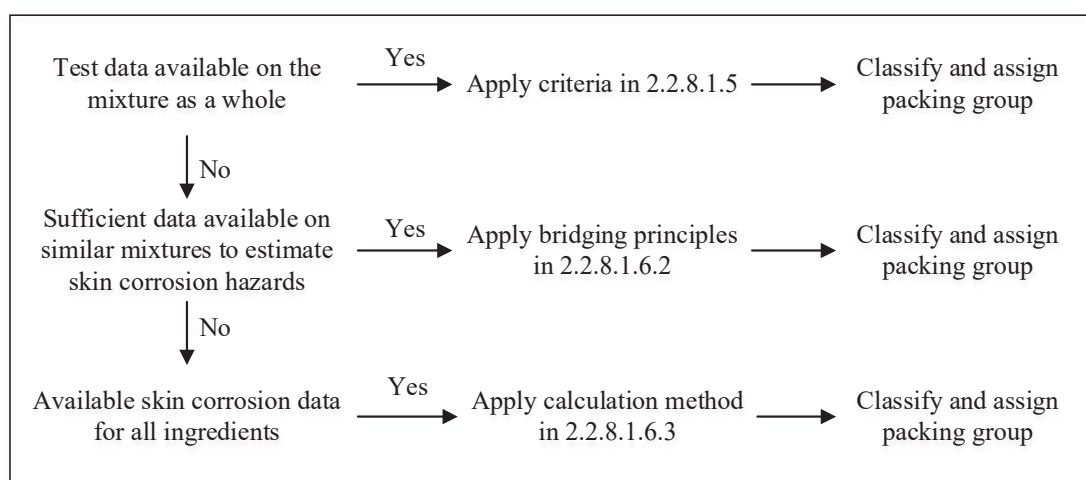 Test data available on the
mixture as a whole
Yes
Apply criteria in 2.2.8.1.5
Classify and assign
packing group
No
Sufficient data available on
similar mixtures to estimate
skin corrosion hazards
Yes
Apply bridging principles
in 2.2.8.1.6.2
Classify and assign
packing group
No
Available skin corrosion data
for all ingredients
Yes
Apply calculation method
in 2.2.8.1.6.3
Classify and assign
packing group